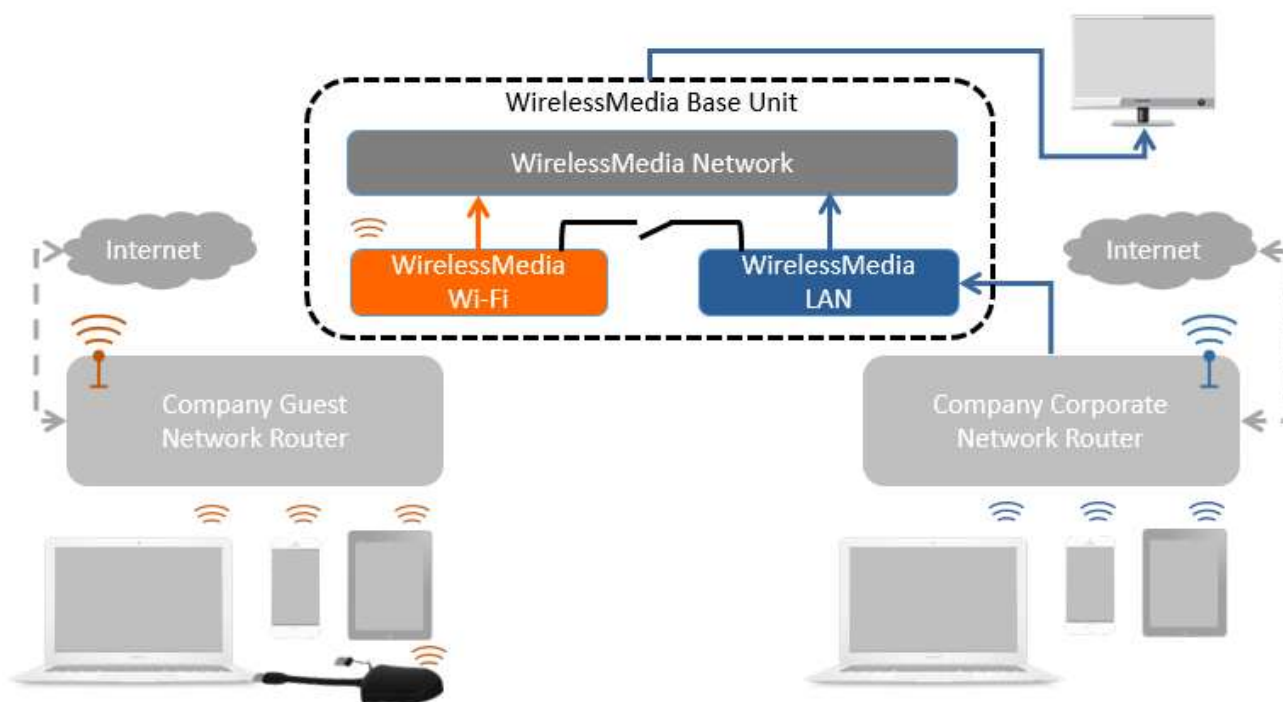 WirelessMedia Base Unit
WirelessMedia Network
Internet
WirelessMedia
Wi-Fi
WirelessMedia
LAN
Internet
Company Guest
Network Router
Company Corporate
Network Router